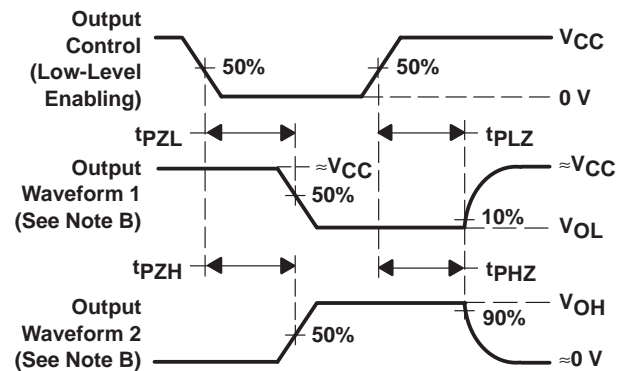 Output
Control
(Low-Level
Enabling)
50%
50%
VCC
0 V
tPZL
tPLZ
Output
Waveform 1
(See Note B)
≈VCC
50%
≈VCC
10%
VOL
tPZH
tPHZ
Output
Waveform 2
(See Note B)
50%
VOH
90%
≈0 V